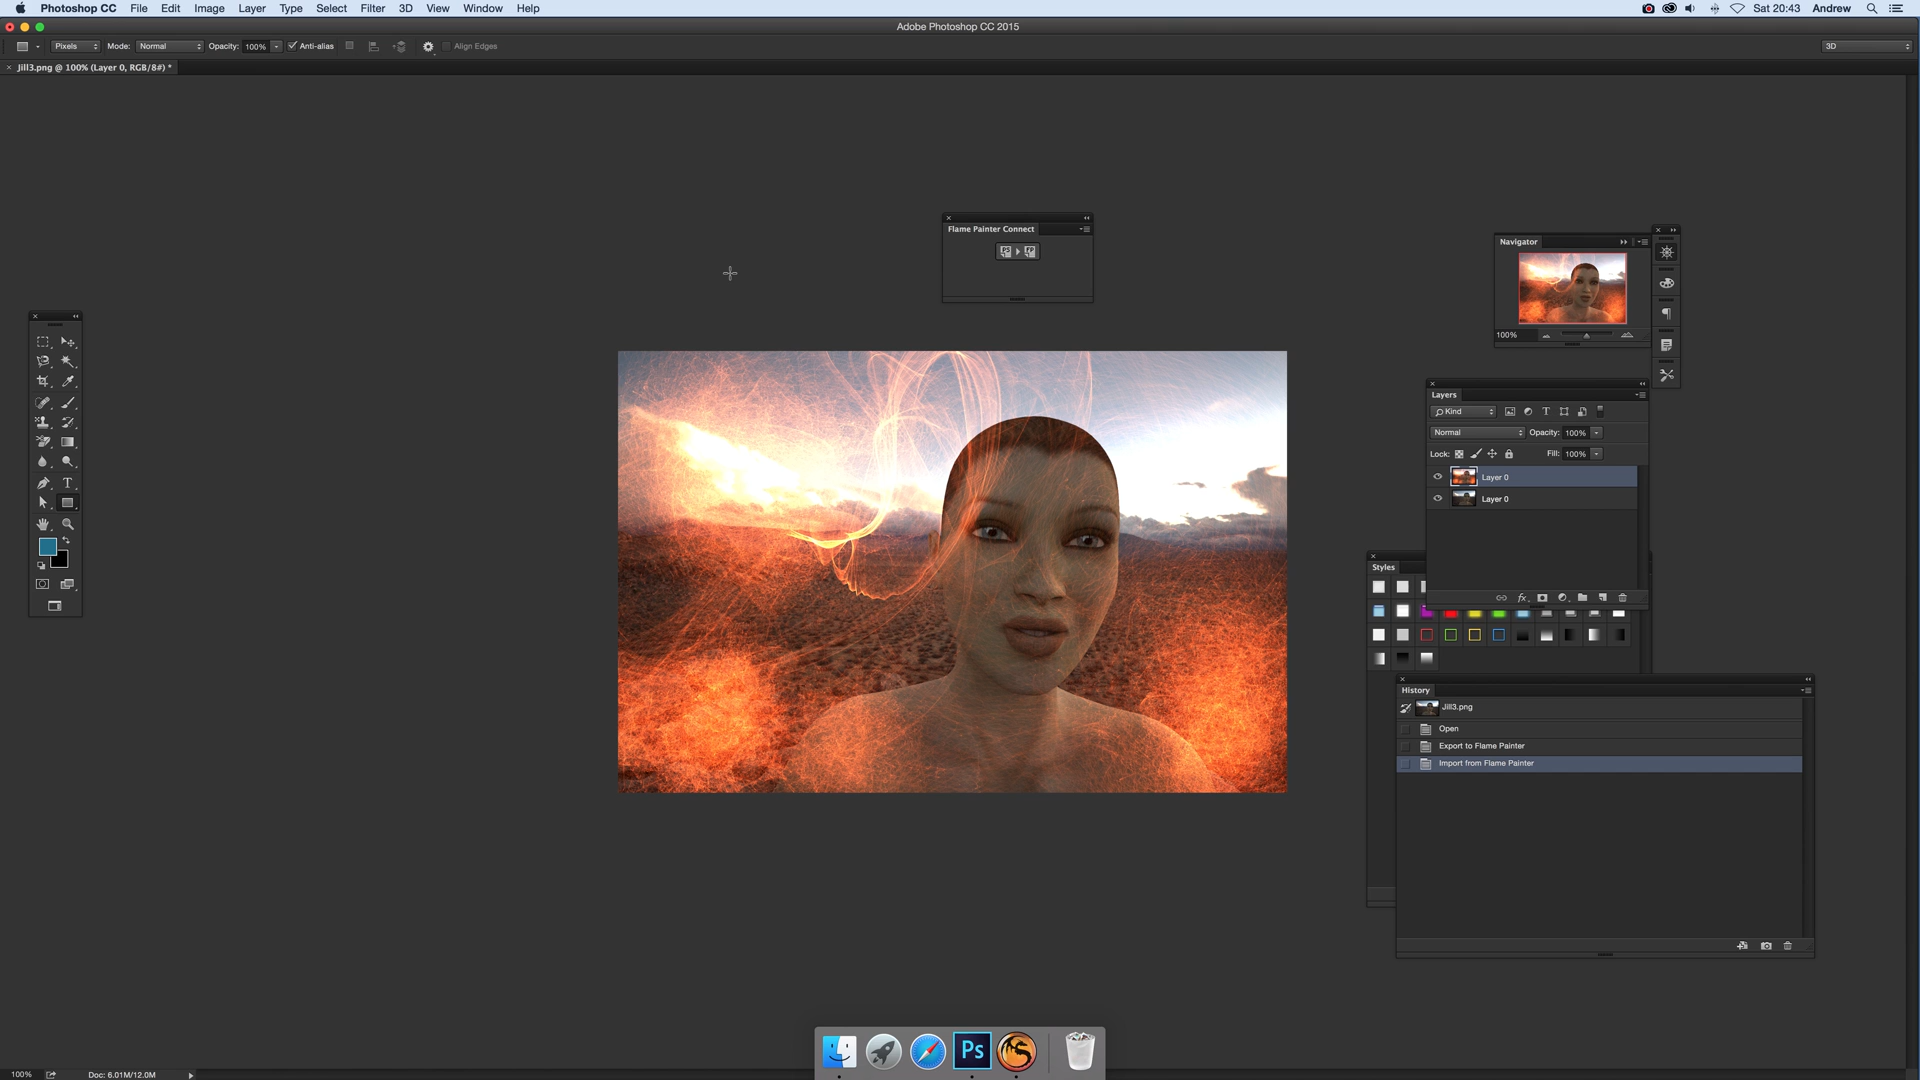 Photoshop CC File Edit Image Layer Type Select Filter 3D View Window Help Sat 20:43 Andrew
Adobe Photoshop CC 2015
Pixels Mode: Normal Opacity: 100% Anti-alias Align Edges 3D
Jill3.png @ 100% (Layer 0, RGB/8#) *
Flame Painter Connect
PS FP
Navigator
100%
Layers
Kind
Normal Opacity: 100%
Lock: Fill: 100%
Layer 0
Layer 0
Styles
History
Jill3.png
Open
Export to Flame Painter
Import from Flame Painter
Ps
100% Doc: 6.01M/12.0M